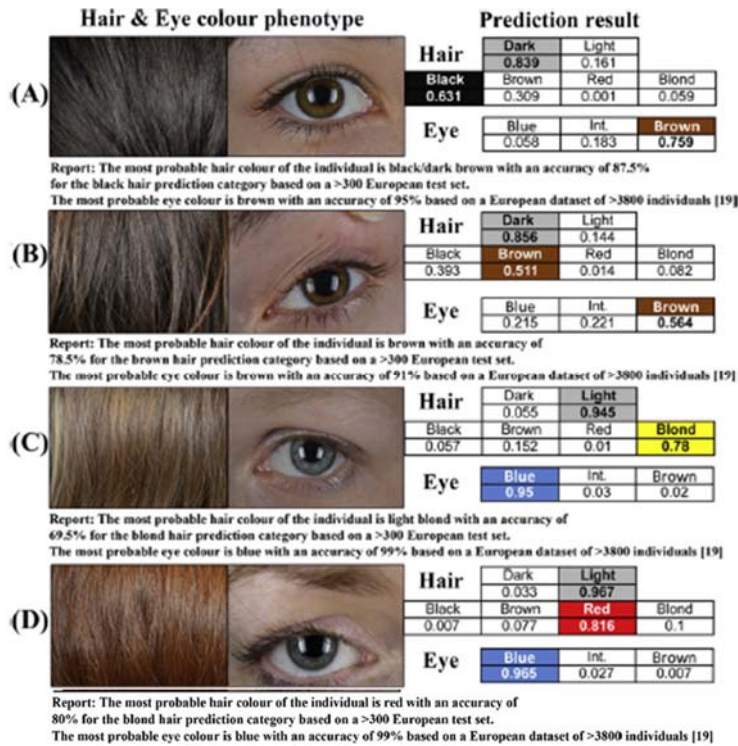 Hair & Eye colour phenotype Prediction result
(A)
Hair
Dark Light
0.839 0.161
Black Brown Red Blond
0.631 0.309 0.001 0.059
Eye
Blue Int. Brown
0.058 0.183 0.759
Report: The most probable hair colour of the individual is black/dark brown with an accuracy of 87.5%
for the black hair prediction category based on a >300 European test set.
The most probable eye colour is brown with an accuracy of 95% based on a European dataset of >3800 individuals [19]
(B)
Hair
Dark Light
0.856 0.144
Black Brown Red Blond
0.393 0.511 0.014 0.082
Eye
Blue Int. Brown
0.215 0.221 0.564
Report: The most probable hair colour of the individual is brown with an accuracy of
78.5% for the brown hair prediction category based on a >300 European test set.
The most probable eye colour is brown with an accuracy of 91% based on a European dataset of >3800 individuals [19]
(C)
Hair
Dark Light
0.055 0.945
Black Brown Red Blond
0.057 0.152 0.01 0.78
Eye
Blue Int. Brown
0.95 0.03 0.02
Report: The most probable hair colour of the individual is light blond with an accuracy of
69.5% for the blond hair prediction category based on a >300 European test set.
The most probable eye colour is blue with an accuracy of 99% based on a European dataset of >3800 individuals [19]
(D)
Hair
Dark Light
0.033 0.967
Black Brown Red Blond
0.007 0.077 0.816 0.1
Eye
Blue Int. Brown
0.965 0.027 0.007
Report: The most probable hair colour of the individual is red with an accuracy of
80% for the blond hair prediction category based on a >300 European test set.
The most probable eye colour is blue with an accuracy of 99% based on a European dataset of >3800 individuals [19]